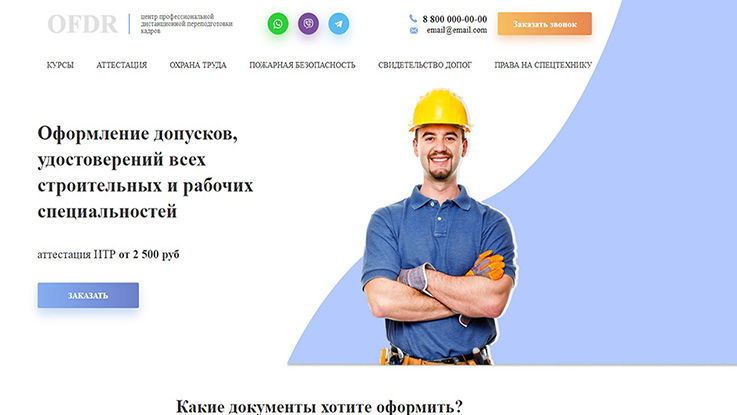 OFDR
центр профессиональной
дистанционной переподготовки
кадров
8 800 000-00-00
email@email.com
Заказать звонок
КУРСЫ АТТЕСТАЦИЯ ОХРАНА ТРУДА ПОЖАРНАЯ БЕЗОПАСНОСТЬ СВИДЕТЕЛЬСТВО ДОПОГ ПРАВА НА СПЕЦТЕХНИКУ
Оформление допусков,
удостоверений всех
строительных и рабочих
специальностей
аттестация ИТР от 2 500 руб
ЗАКАЗАТЬ
Какие документы хотите оформить?